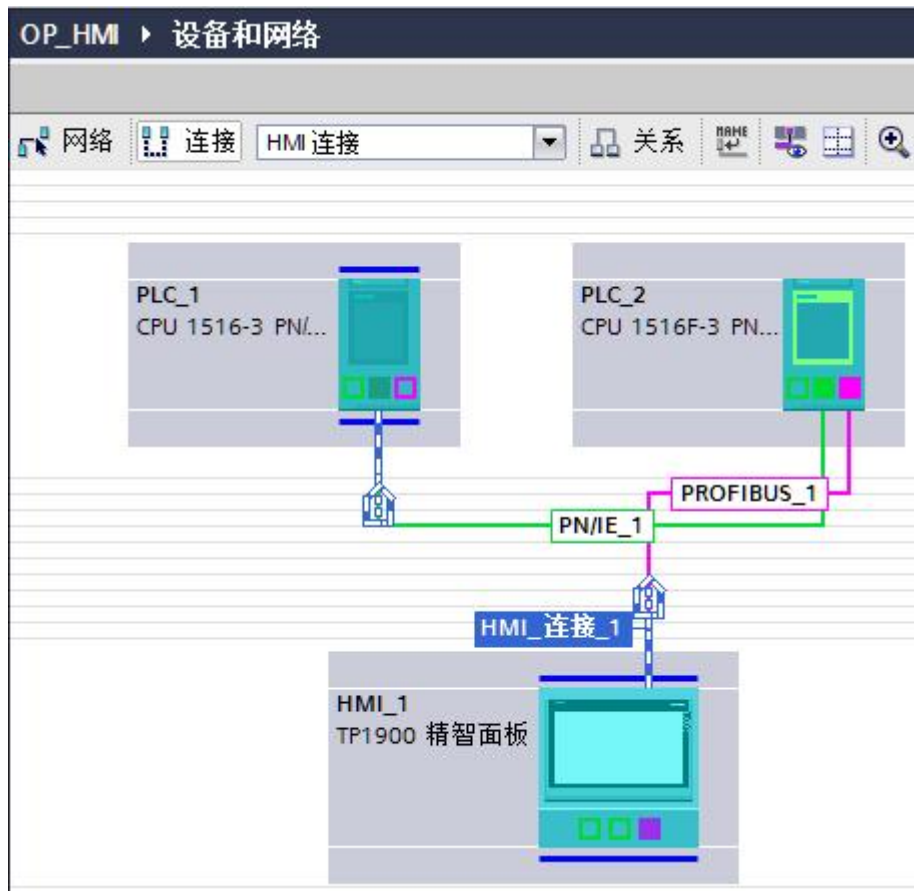 OP_HMI ▸ 设备和网络
网络 连接 HMI 连接 关系
PLC_1
CPU 1516-3 PN/...
PLC_2
CPU 1516F-3 PN...
PROFIBUS_1
PN/IE_1
HMI_连接_1
HMI_1
TP1900 精智面板